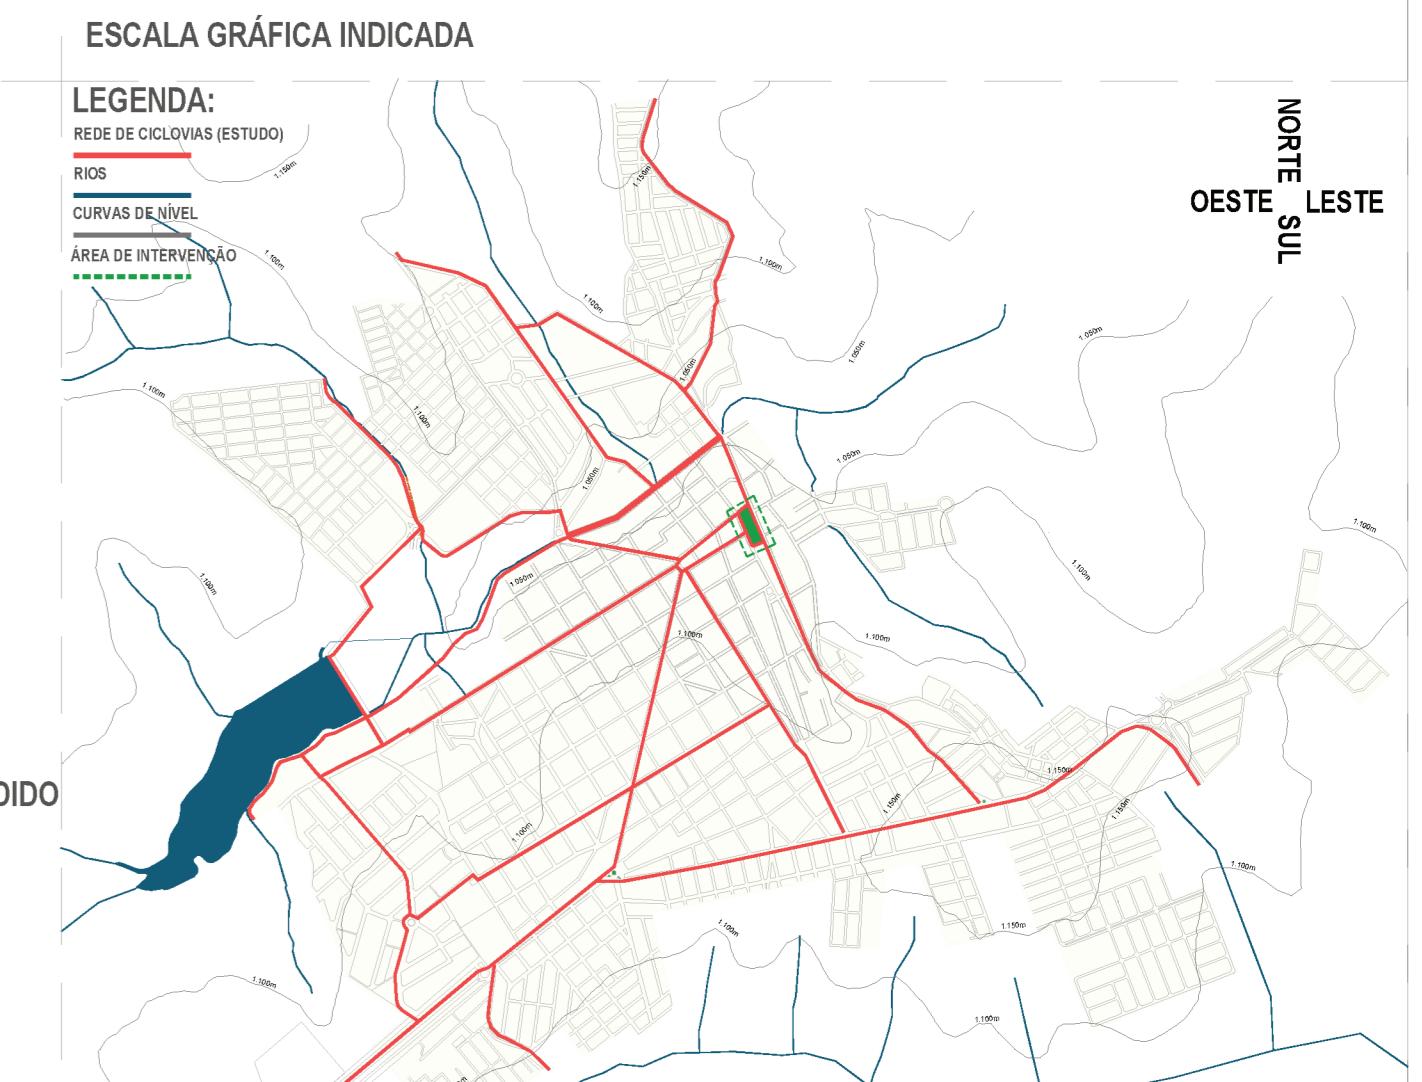 ESCALA GRÁFICA INDICADA
LEGENDA:
REDE DE CICLOVIAS (ESTUDO)
RIOS
CURVAS DE NÍVEL
ÁREA DE INTERVENÇÃO
NORTE
OESTE
LESTE
SUL
DIDO
1.150m
1.150m
1.100m
1.100m
1.100m
1.050m
1.050m
1.050m
1.100m
1.100m
1.050m
1.050m
1.100m
1.100m
1.100m
1.050m
1.100m
1.100m
1.150m
1.150m
1.150m
1.100m
1.100m
1.100m
1.150m
1.100m
1.100m